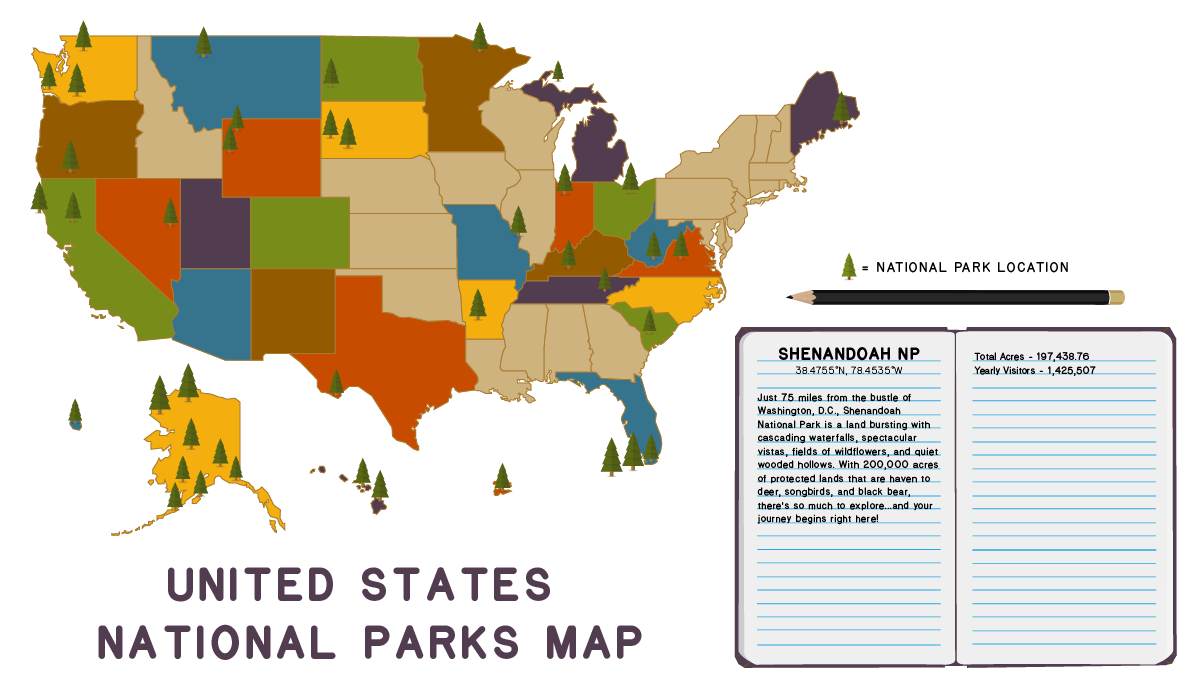 = NATIONAL PARK LOCATION
SHENANDOAH NP
38.4755°N, 78.4535°W
Just 75 miles from the bustle of
Washington, D.C., Shenandoah
National Park is a land bursting with
cascading waterfalls, spectacular
vistas, fields of wildflowers, and quiet
wooded hollows. With 200,000 acres
of protected lands that are haven to
deer, songbirds, and black bear,
there's so much to explore...and your
journey begins right here!
Total Acres - 197,438.76
Yearly Visitors - 1,425,507
UNITED STATES
NATIONAL PARKS MAP